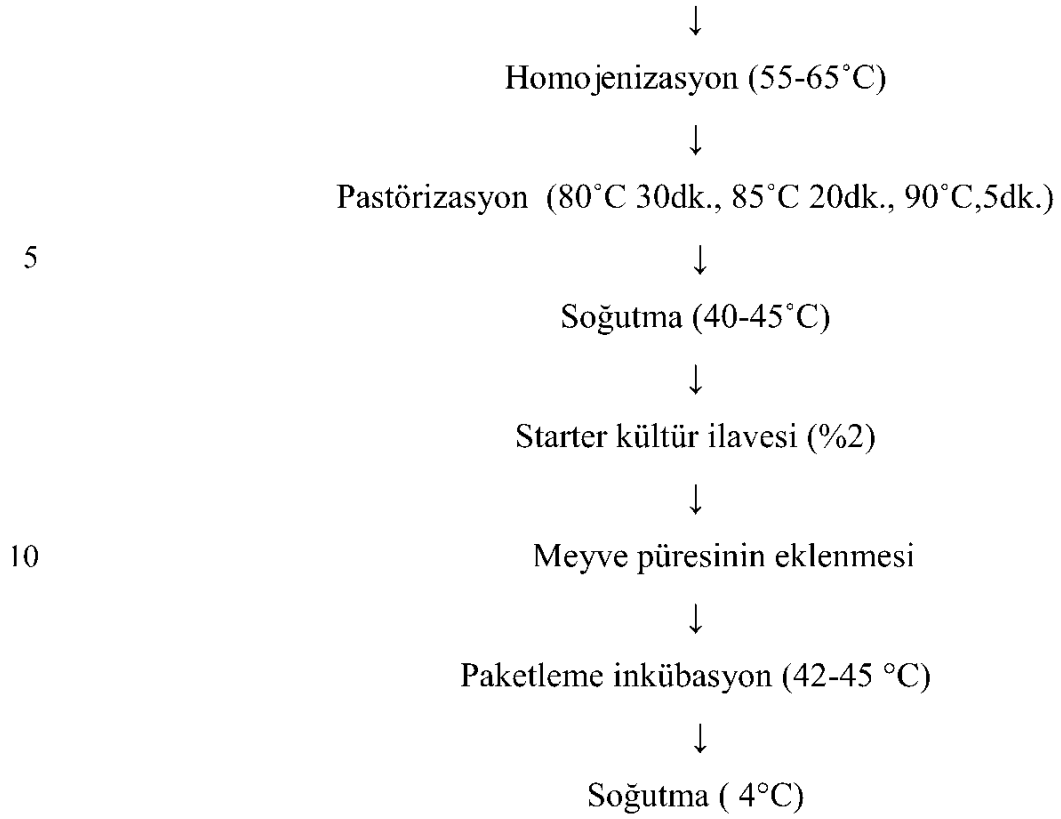 ↓
Homojenizasyon (55-65˚C)
↓
Pastörizasyon (80˚C 30dk., 85˚C 20dk., 90˚C,5dk.)
5 ↓
Soğutma (40-45˚C)
↓
Starter kültür ilavesi (%2)
↓
10 Meyve püresinin eklenmesi
↓
Paketleme inkübasyon (42-45 °C)
↓
Soğutma ( 4°C)